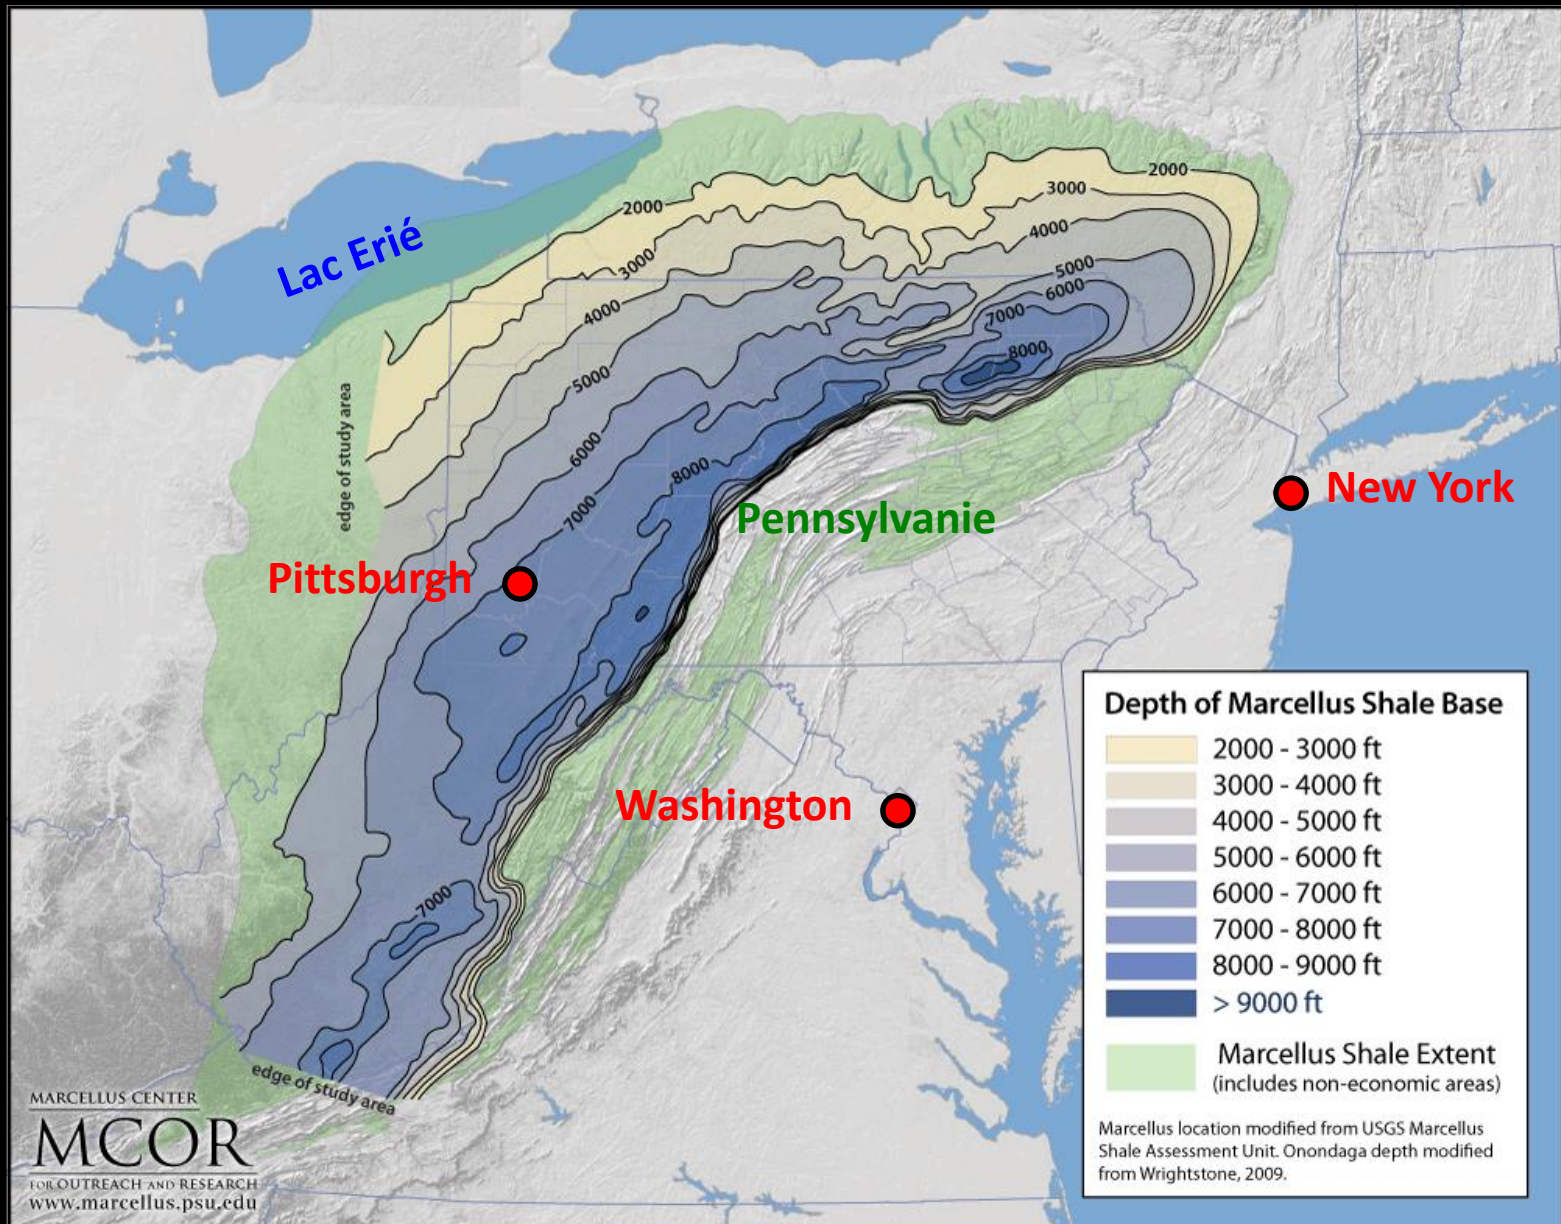 2000
3000
4000
5000
6000
7000
8000
2000
3000
4000
5000
6000
7000
8000
7000
Lac Erié
edge of study area
Pennsylvanie
New York
Pittsburgh
Washington
edge of study area
Depth of Marcellus Shale Base
2000 - 3000 ft
3000 - 4000 ft
4000 - 5000 ft
5000 - 6000 ft
6000 - 7000 ft
7000 - 8000 ft
8000 - 9000 ft
> 9000 ft
Marcellus Shale Extent
(includes non-economic areas)
Marcellus location modified from USGS Marcellus
Shale Assessment Unit. Onondaga depth modified
from Wrightstone, 2009.
MARCELLUS CENTER
MCOR
FOR OUTREACH AND RESEARCH
www.marcellus.psu.edu